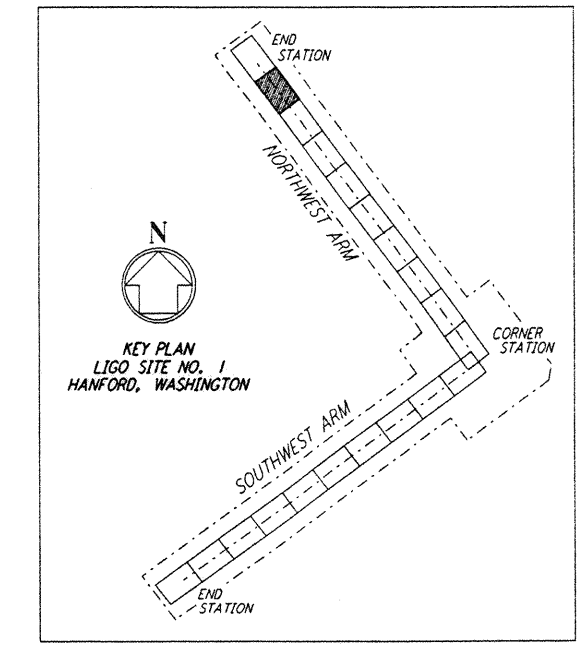 END
STATION
NORTHWEST ARM
N
KEY PLAN
LIGO SITE NO. 1
HANFORD, WASHINGTON
CORNER
STATION
SOUTHWEST ARM
END
STATION